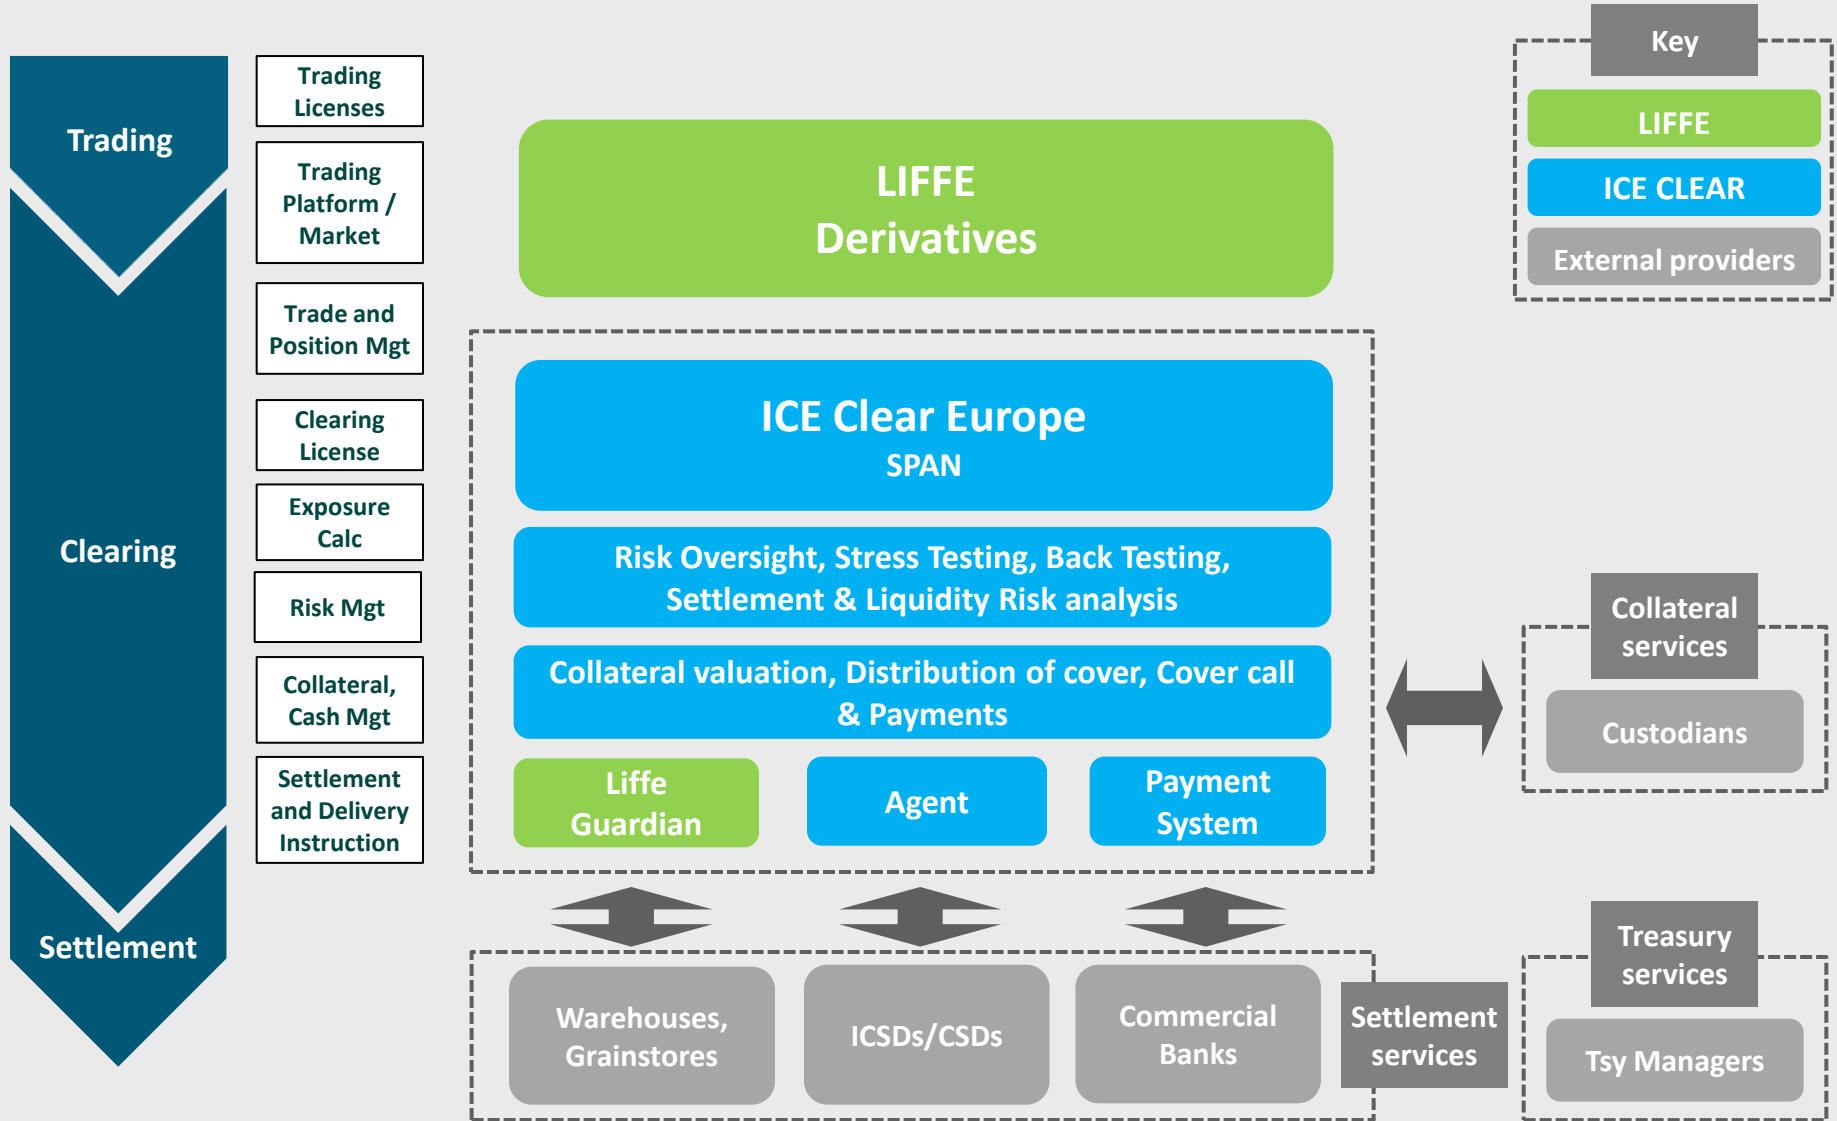 Trading
Clearing
Settlement
Trading
Licenses
Trading
Platform /
Market
Trade and
Position Mgt
Clearing
License
Exposure
Calc
Risk Mgt
Collateral,
Cash Mgt
Settlement
and Delivery
Instruction
LIFFE
Derivatives
ICE Clear Europe
SPAN
Risk Oversight, Stress Testing, Back Testing,
Settlement & Liquidity Risk analysis
Collateral valuation, Distribution of cover, Cover call
& Payments
Liffe
Guardian
Agent
Payment
System
Warehouses,
Grainstores
ICSDs/CSDs
Commercial
Banks
Settlement
services
Key
LIFFE
ICE CLEAR
External providers
Collateral
services
Custodians
Treasury
services
Tsy Managers